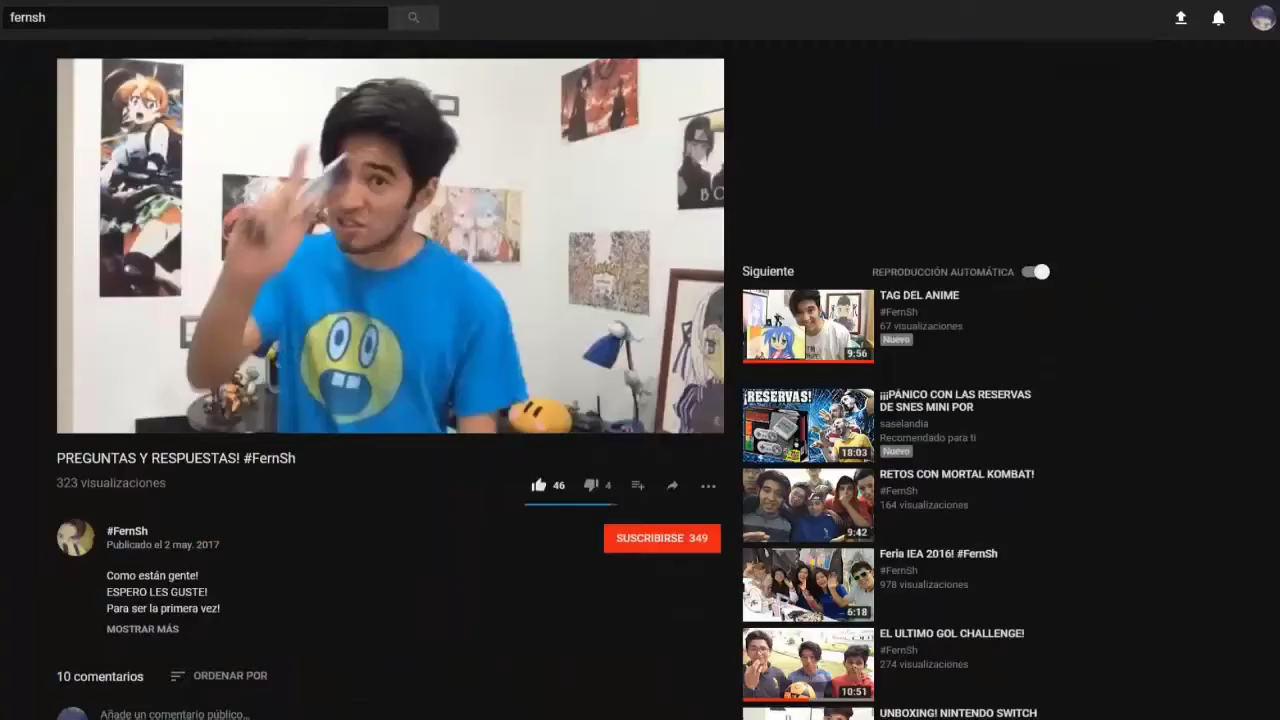 fernsh
BO
PREGUNTAS Y RESPUESTAS! #FernSh
323 visualizaciones
46
4
#FernSh
Publicado el 2 may. 2017
SUSCRIBIRSE 349
Como están gente!
ESPERO LES GUSTE!
Para ser la primera vez!
MOSTRAR MÁS
10 comentarios
ORDENAR POR
Añade un comentario público...
Siguiente
REPRODUCCIÓN AUTOMÁTICA
9:56
TAG DEL ANIME
#FernSh
67 visualizaciones
Nuevo
¡RESERVAS!
18:03
¡¡¡PÁNICO CON LAS RESERVAS
DE SNES MINI POR
saselandia
Recomendado para ti
Nuevo
9:42
RETOS CON MORTAL KOMBAT!
#FernSh
164 visualizaciones
6:18
Feria IEA 2016! #FernSh
#FernSh
978 visualizaciones
10:51
EL ULTIMO GOL CHALLENGE!
#FernSh
274 visualizaciones
UNBOXING! NINTENDO SWITCH